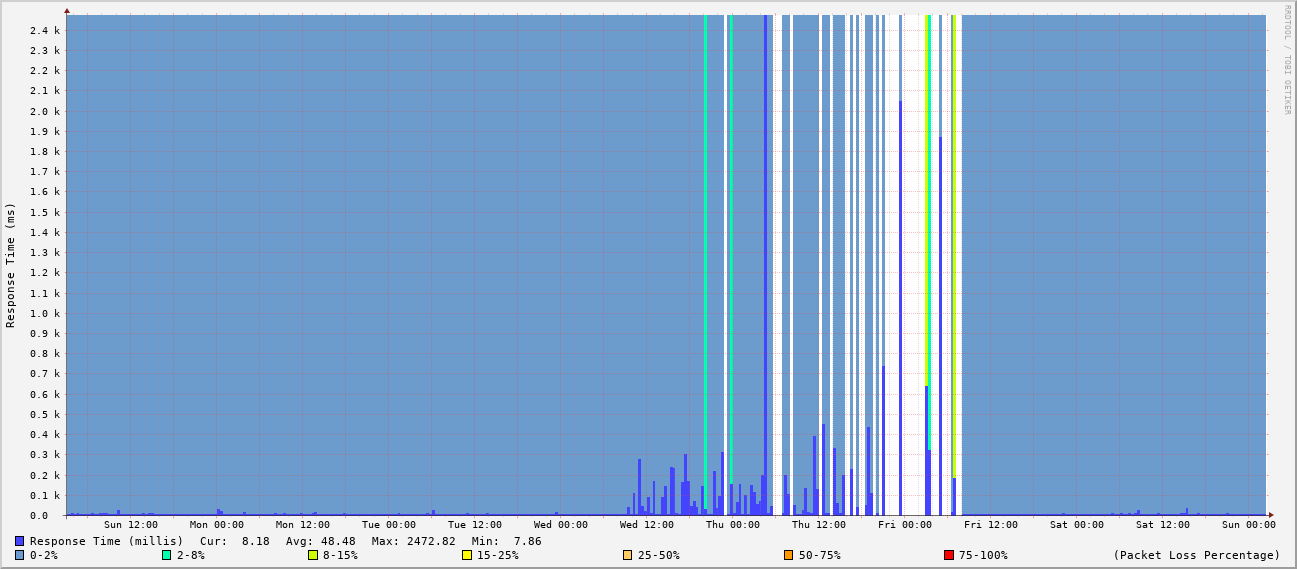 RRDTOOL / TOBI OETIKER
Response Time (ms)
2.4 k
2.3 k
2.2 k
2.1 k
2.0 k
1.9 k
1.8 k
1.7 k
1.6 k
1.5 k
1.4 k
1.3 k
1.2 k
1.1 k
1.0 k
0.9 k
0.8 k
0.7 k
0.6 k
0.5 k
0.4 k
0.3 k
0.2 k
0.1 k
0.0
Sun 12:00 Mon 00:00 Mon 12:00 Tue 00:00 Tue 12:00 Wed 00:00 Wed 12:00 Thu 00:00 Thu 12:00 Fri 00:00 Fri 12:00 Sat 00:00 Sat 12:00 Sun 00:00
Response Time (millis) Cur: 8.18 Avg: 48.48 Max: 2472.82 Min: 7.86
0-2% 2-8% 8-15% 15-25% 25-50% 50-75% 75-100% (Packet Loss Percentage)